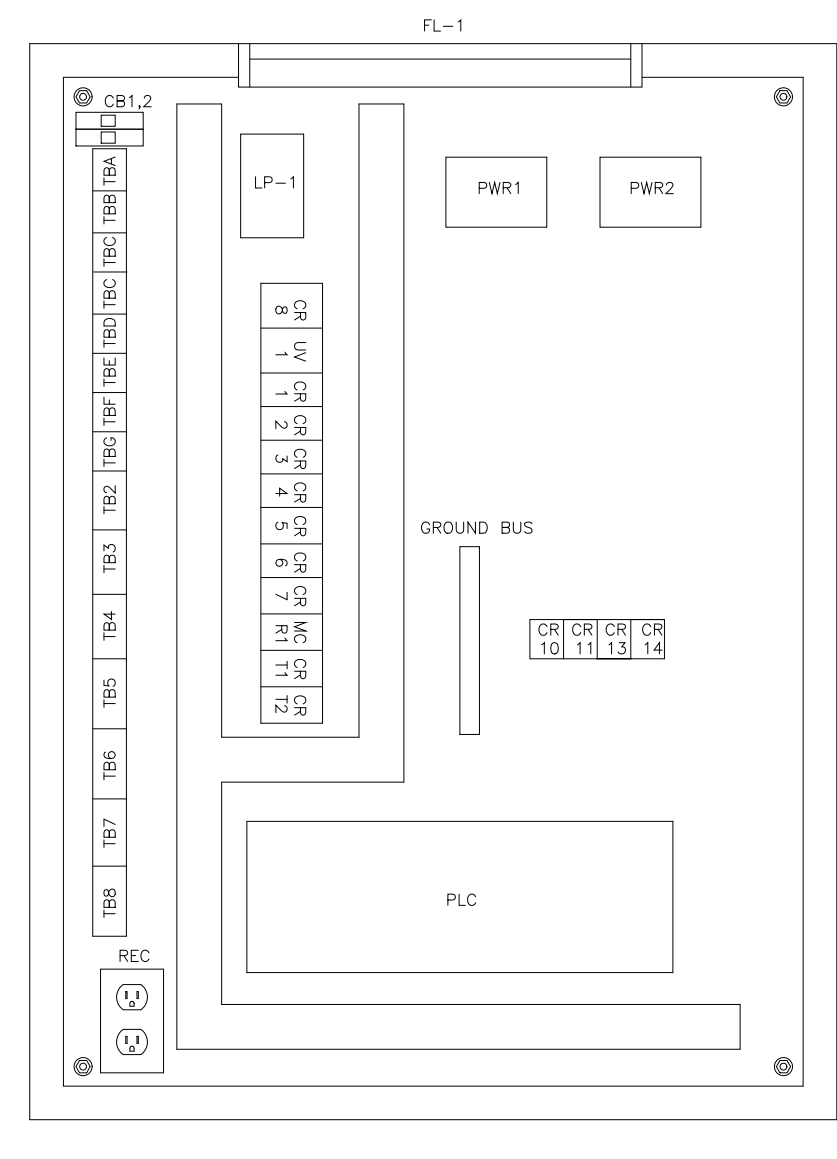 FL-1
CB1,2
TBA
TBB
TBC
TBC
TBD
TBE
TBF
TBG
TB2
TB3
TB4
TB5
TB6
TB7
TB8
REC
LP-1
CR
8
UV
1
CR
1
CR
2
CR
3
CR
4
CR
5
CR
6
CR
7
MC
R1
CR
T1
CR
T2
PWR1
PWR2
GROUND BUS
CR
10
CR
11
CR
13
CR
14
PLC